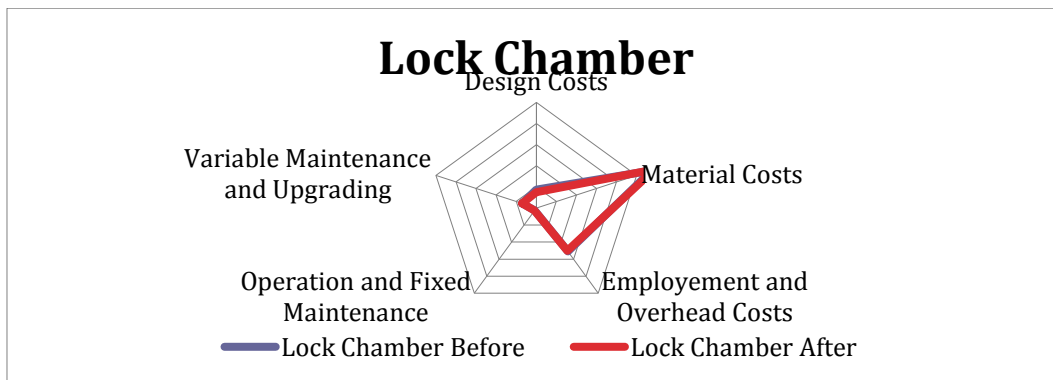 Lock Chamber
Design Costs
Material Costs
Employement and
Overhead Costs
Operation and Fixed
Maintenance
Variable Maintenance
and Upgrading
Lock Chamber Before
Lock Chamber After